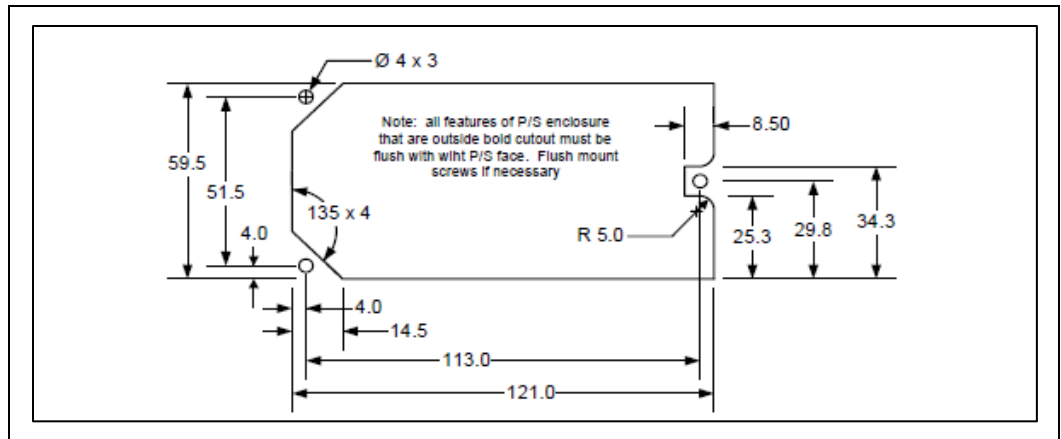 Ø 4 x 3
Note: all features of P/S enclosure
that are outside bold cutout must be
flush with wiht P/S face. Flush mount
screws if necessary
8.50
59.5
51.5
135 x 4
4.0
R 5.0
25.3
29.8
34.3
4.0
14.5
113.0
121.0